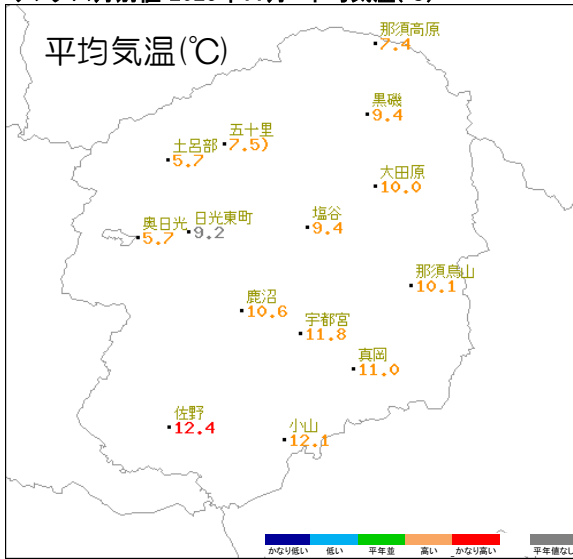 平均気温(℃)
那須高原
7.4
黒磯
9.4
五十里
7.5)
土呂部
5.7
大田原
10.0
奥日光
5.7
日光東町
9.2
塩谷
9.4
那須烏山
10.1
鹿沼
10.6
宇都宮
11.8
真岡
11.0
佐野
12.4
小山
12.1
かなり低い 低い 平年並 高い かなり高い 平年値なし